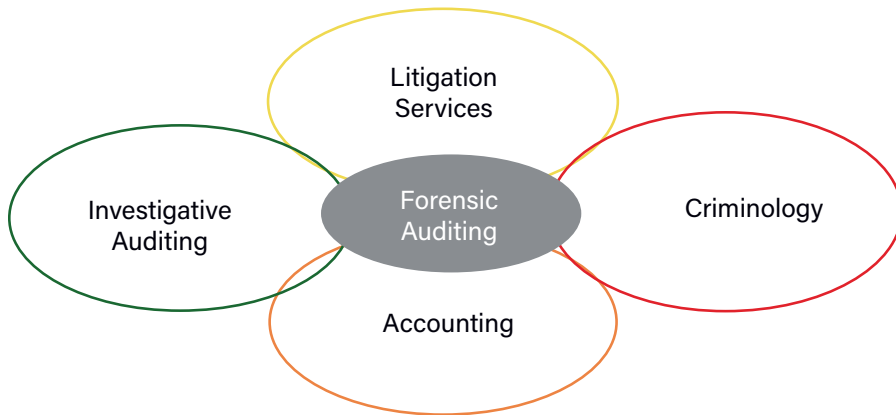 Litigation
Services
Investigative
Auditing
Forensic
Auditing
Criminology
Accounting